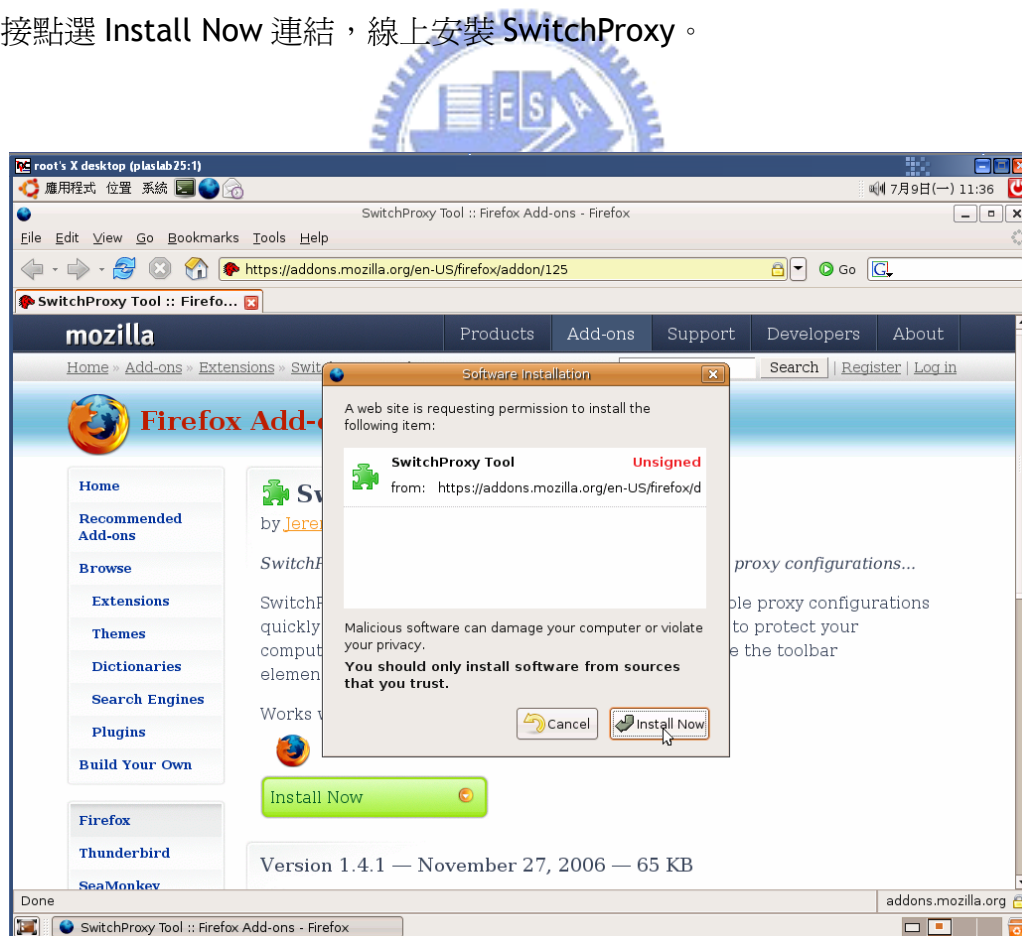 接點選 Install Now 連結，線上安裝 SwitchProxy。
ESA
root's X desktop (plaslab25:1)
應用程式 位置 系統
7月9日(一) 11:36
SwitchProxy Tool :: Firefox Add-ons - Firefox
File Edit View Go Bookmarks Tools Help
https://addons.mozilla.org/en-US/firefox/addon/125
Go
SwitchProxy Tool :: Firefo...
mozilla
Products Add-ons Support Developers About
Home » Add-ons » Extensions »
Search | Register | Log in
Software Installation
A web site is requesting permission to install the
following item:
SwitchProxy Tool Unsigned
from: https://addons.mozilla.org/en-US/firefox/d
Malicious software can damage your computer or violate
your privacy.
You should only install software from sources
that you trust.
Cancel Install Now
Firefox
Home
Recommended
Add-ons
Browse
Extensions
Themes
Dictionaries
Search Engines
Plugins
Build Your Own
Firefox
Thunderbird
SeaMonkey
by
proxy configurations...
proxy configurations
quickly
to protect your
the toolbar
Works
Install Now
Version 1.4.1 — November 27, 2006 — 65 KB
Done
addons.mozilla.org
SwitchProxy Tool :: Firefox Add-ons - Firefox